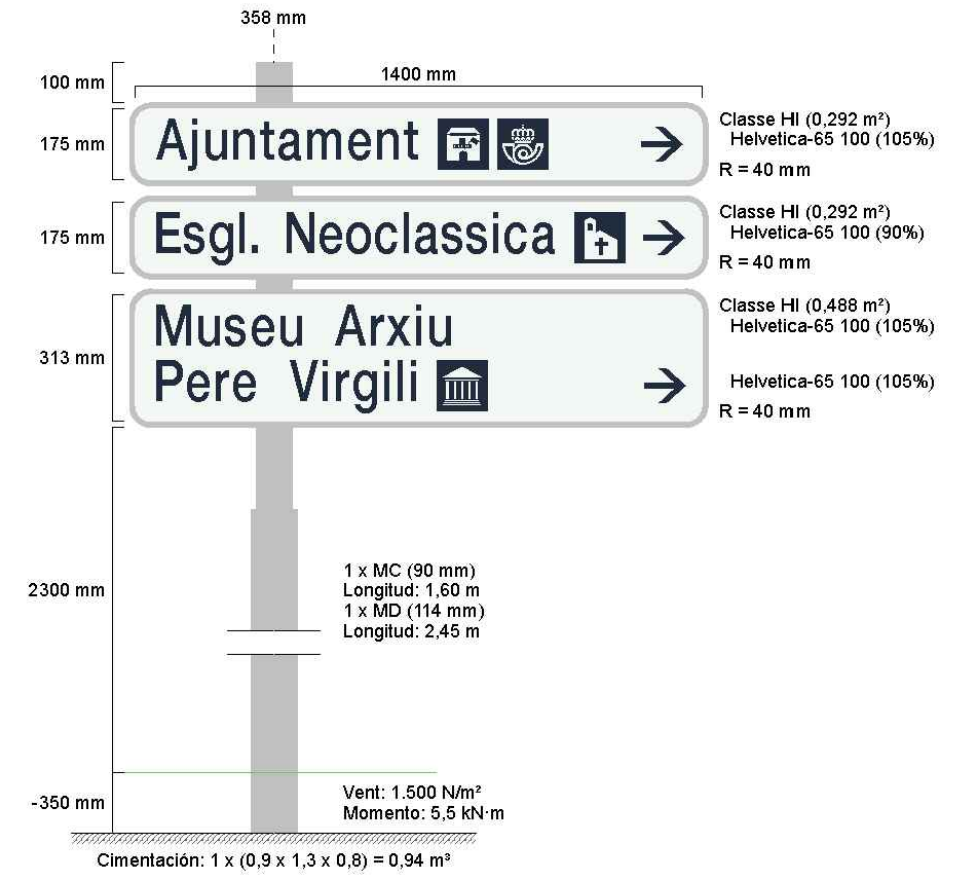 358 mm
100 mm
1400 mm
175 mm
Ajuntament
Classe HI (0,292 m²)
Helvetica-65 100 (105%)
R = 40 mm
175 mm
Esgl. Neoclassica
Classe HI (0,292 m²)
Helvetica-65 100 (90%)
R = 40 mm
313 mm
Museu Arxiu
Pere Virgili
Classe HI (0,488 m²)
Helvetica-65 100 (105%)
Helvetica-65 100 (105%)
R = 40 mm
2300 mm
1 x MC (90 mm)
Longitud: 1,60 m
1 x MD (114 mm)
Longitud: 2,45 m
-350 mm
Vent: 1.500 N/m²
Momento: 5,5 kN·m
Cimentación: 1 x (0,9 x 1,3 x 0,8) = 0,94 m³